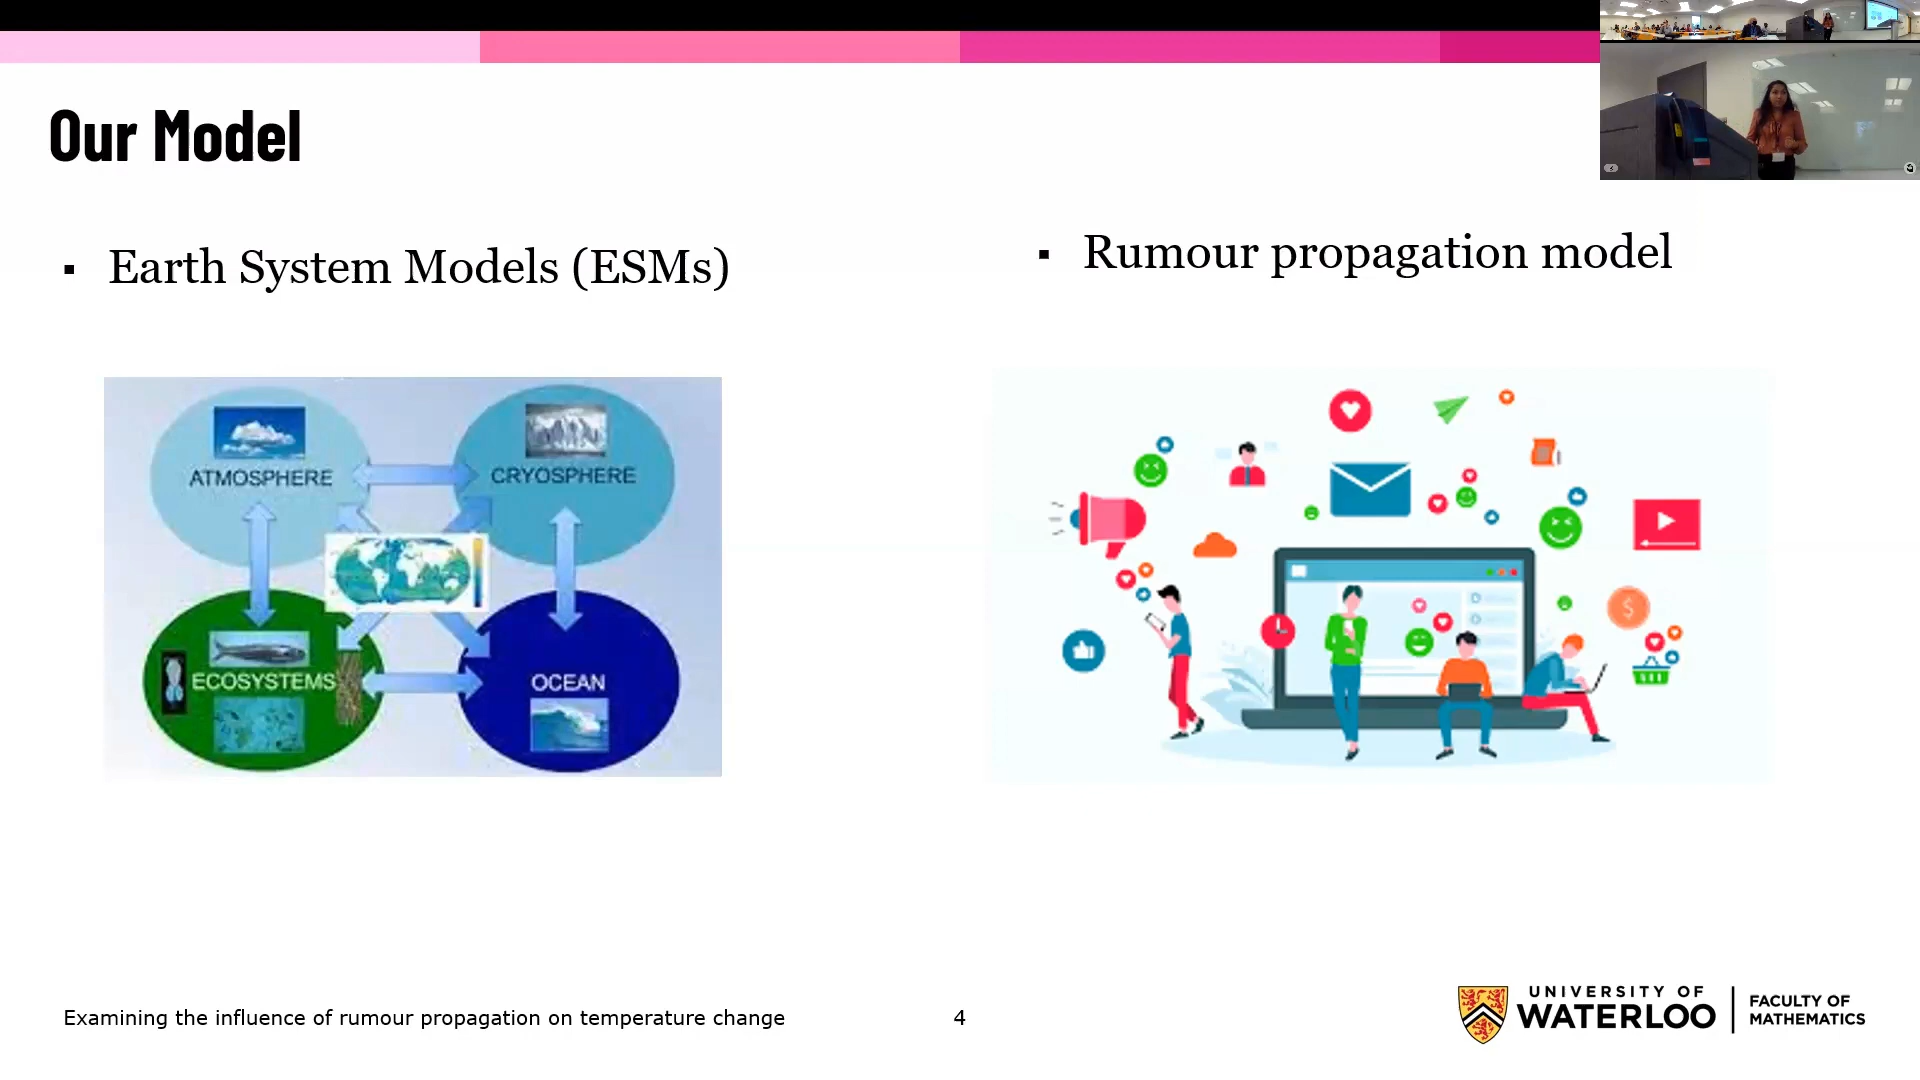 Our Model
▪ Earth System Models (ESMs)
▪ Rumour propagation model
ATMOSPHERE
CRYOSPHERE
ECOSYSTEMS
OCEAN
$
Examining the influence of rumour propagation on temperature change
4
UNIVERSITY OF
WATERLOO
FACULTY OF
MATHEMATICS